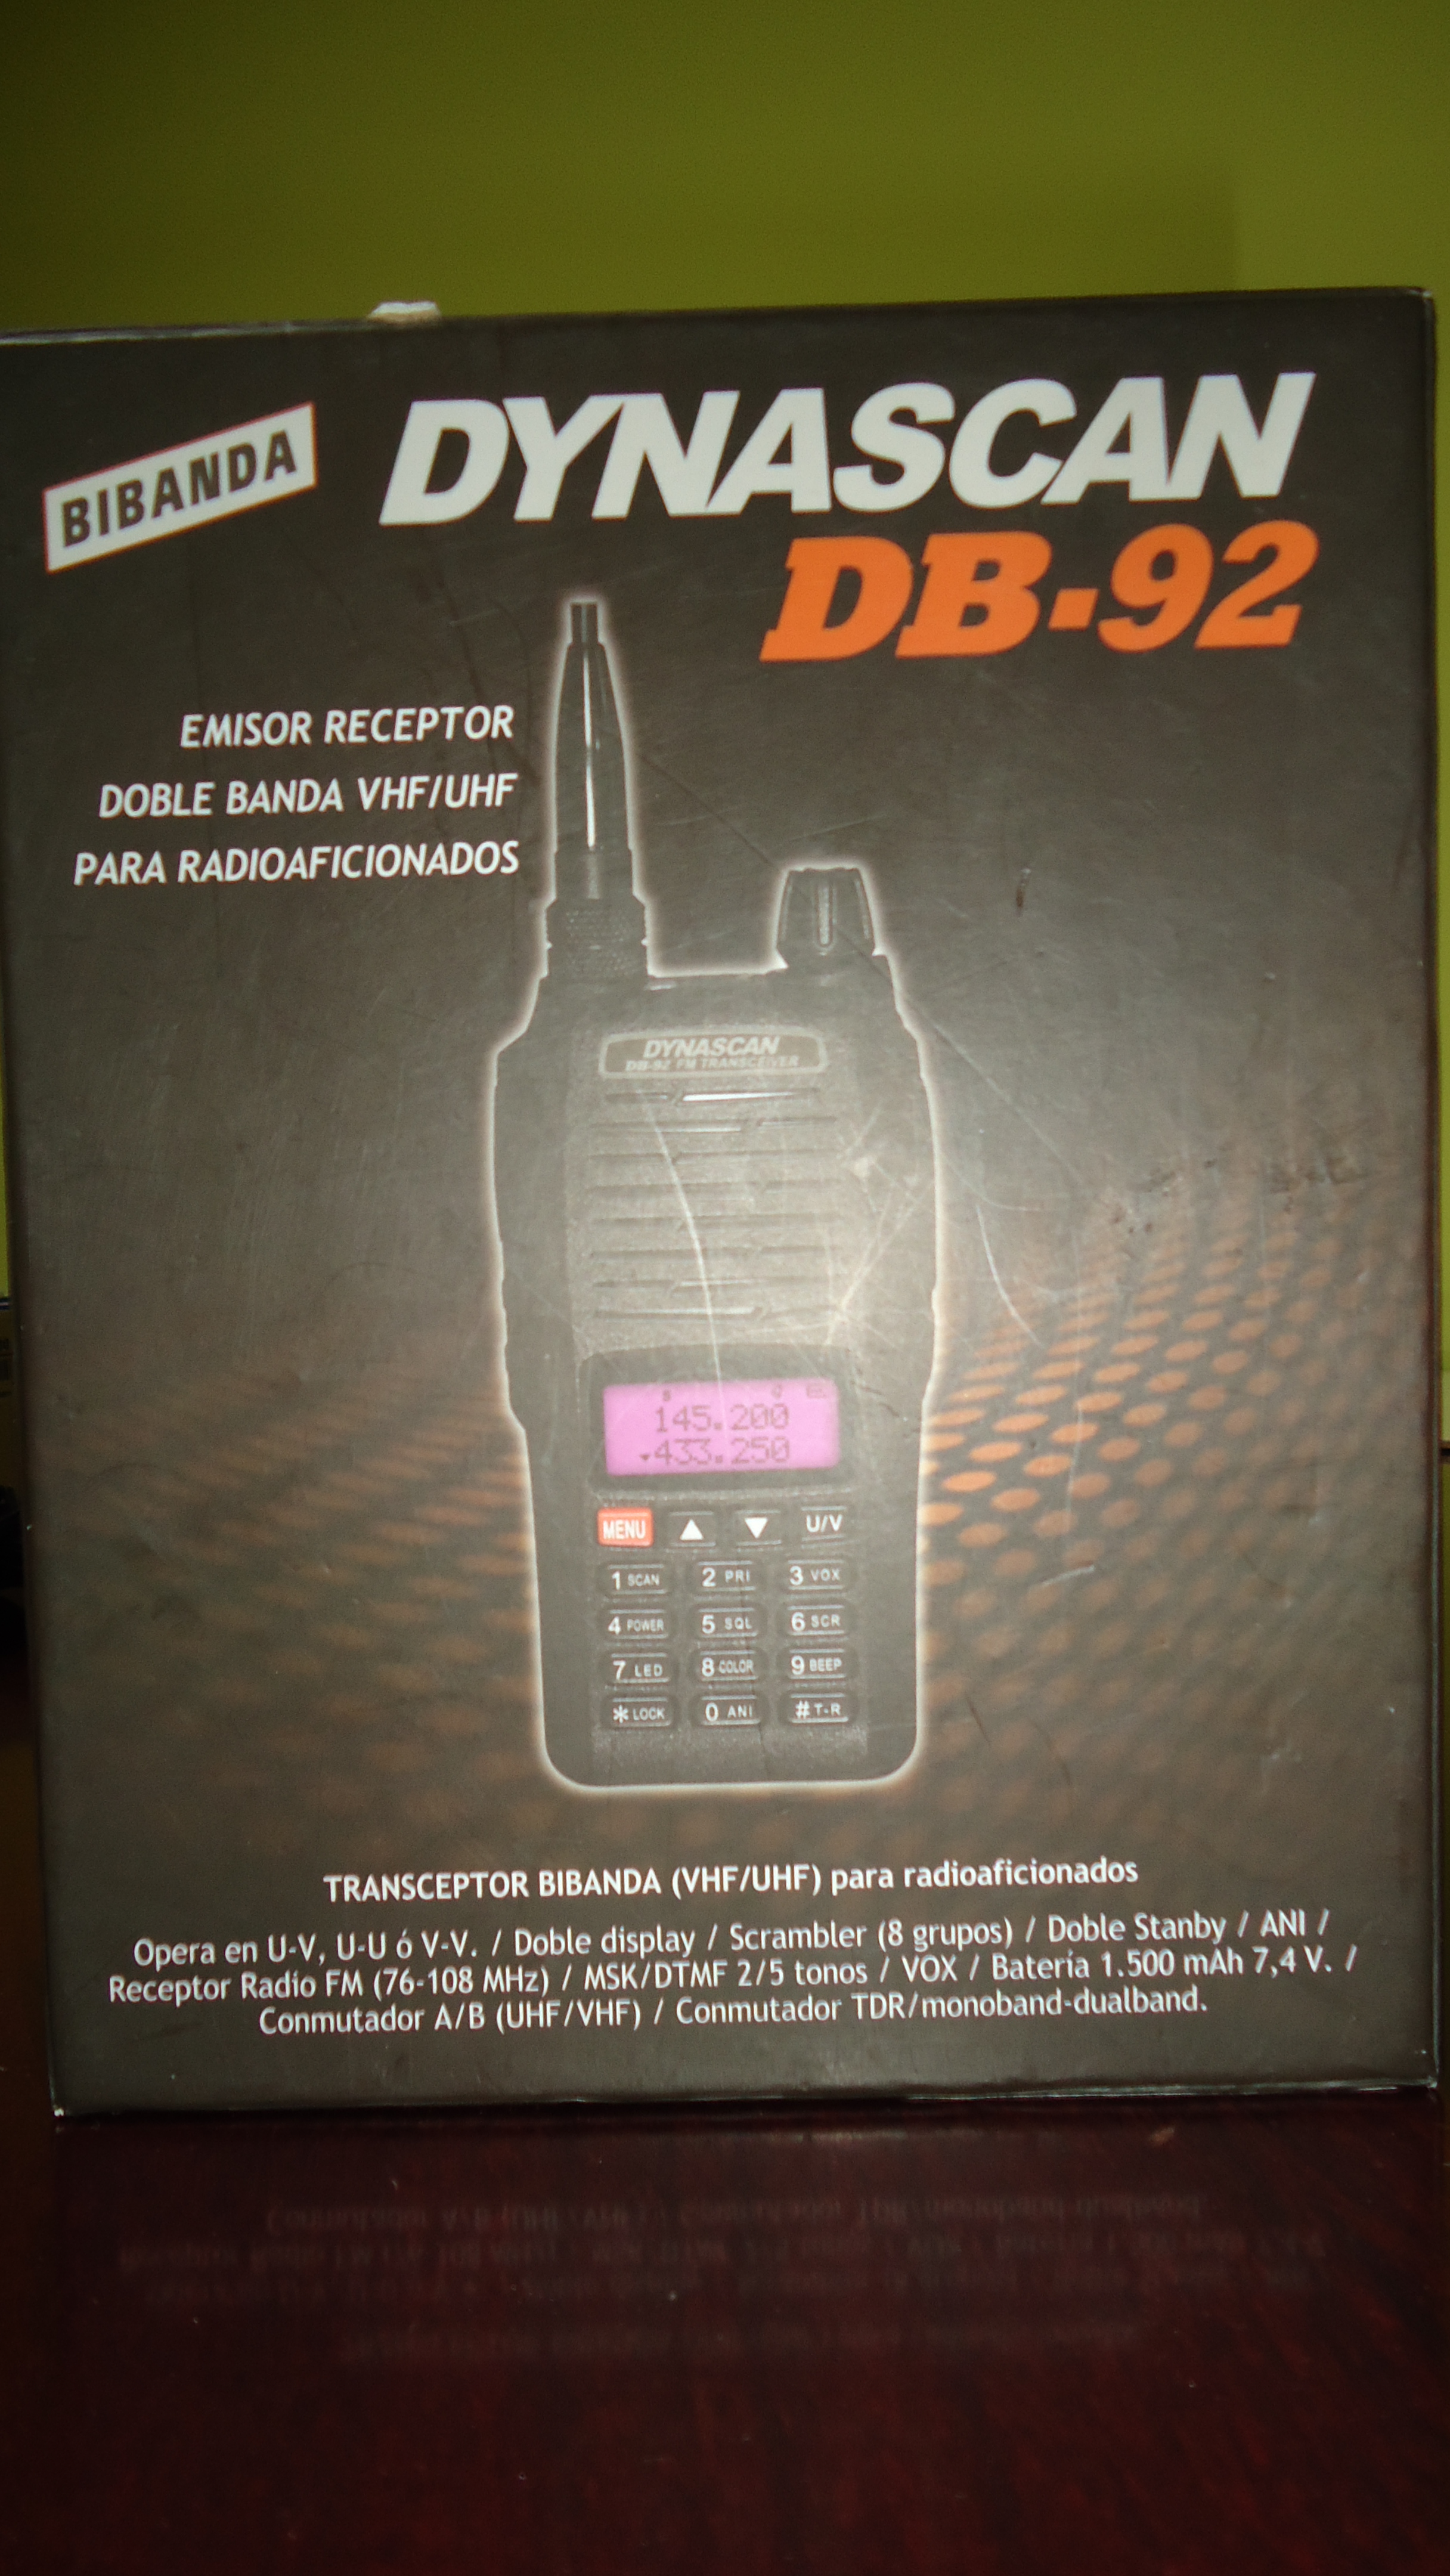 BIBANDA
DYNASCAN
DB-92
EMISOR RECEPTOR
DOBLE BANDA VHF/UHF
PARA RADIOAFICIONADOS
DYNASCAN
DB-92 FM TRANSCEIVER
145.200
433.250
MENU ▲ ▼ U/V
1 SCAN 2 PRI 3 VOX
4 POWER 5 SQL 6 SCR
7 LED 8 COLOR 9 BEEP
* LOCK 0 ANI # T-R
TRANSCEPTOR BIBANDA (VHF/UHF) para radioaficionados
Opera en U-V, U-U ó V-V. / Doble display / Scrambler (8 grupos) / Doble Stanby / ANI /
Receptor Radio FM (76-108 MHz) / MSK/DTMF 2/5 tonos / VOX / Batería 1.500 mAh 7,4 V. /
Conmutador A/B (UHF/VHF) / Conmutador TDR/monoband-dualband.